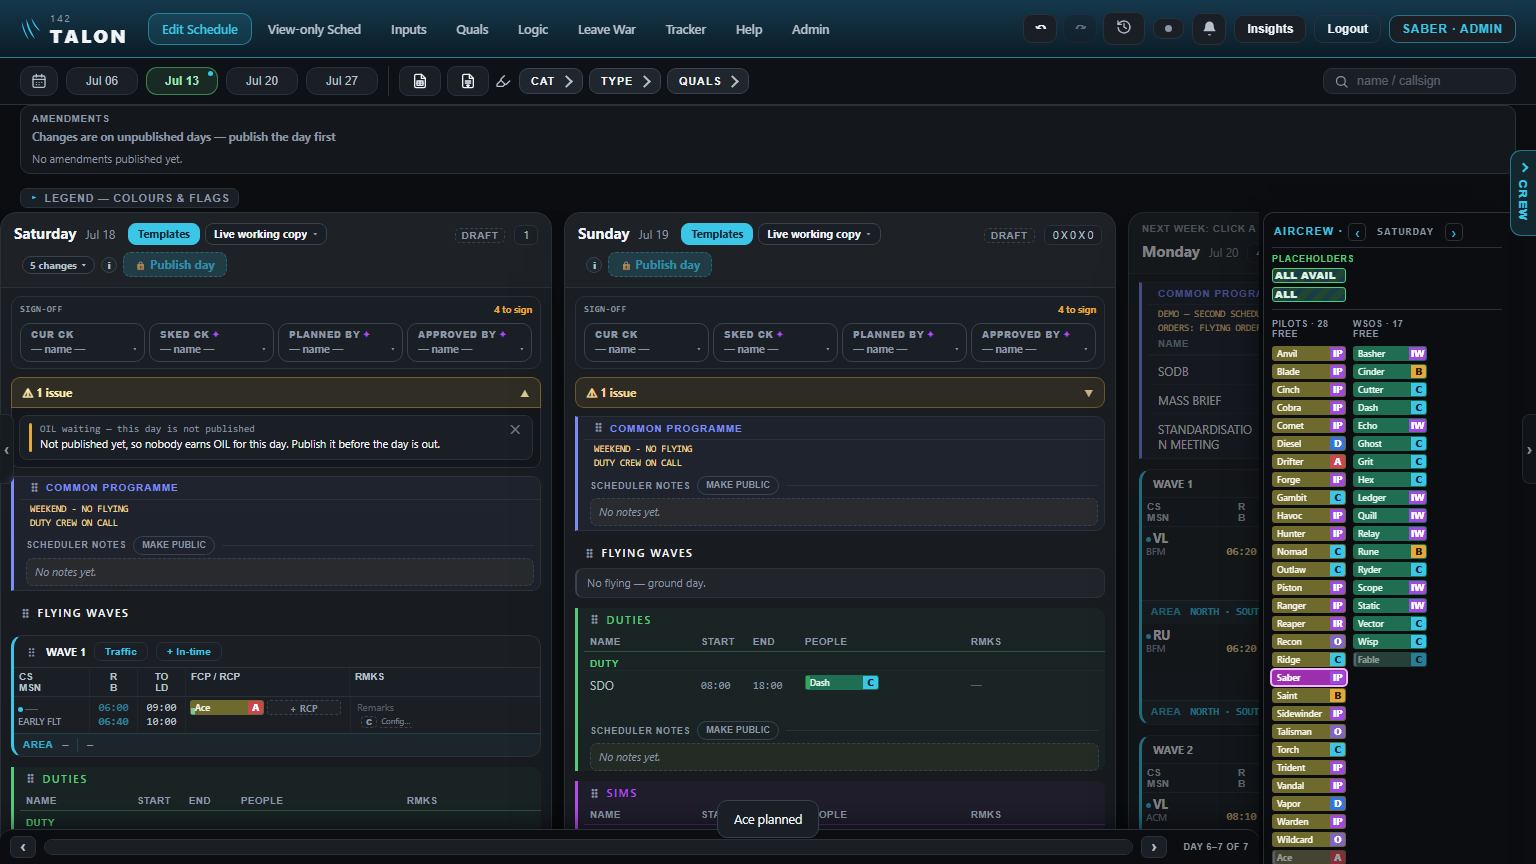 142
TALON
Edit Schedule
View-only Sched
Inputs
Quals
Logic
Leave War
Tracker
Help
Admin
Insights
Logout
SABER · ADMIN
Jul 06
Jul 13
Jul 20
Jul 27
CAT
TYPE
QUALS
name / callsign
AMENDMENTS
Changes are on unpublished days — publish the day first
No amendments published yet.
CREW
LEGEND — COLOURS & FLAGS
Saturday Jul 18 Templates Live working copy DRAFT 1
5 changes i Publish day
SIGN-OFF 4 to sign
CUR CK SKED CK PLANNED BY APPROVED BY
— name — — name — — name — — name —
1 issue
OIL waiting — this day is not published
Not published yet, so nobody earns OIL for this day. Publish it before the day is out.
COMMON PROGRAMME
WEEKEND - NO FLYING
DUTY CREW ON CALL
SCHEDULER NOTES MAKE PUBLIC
No notes yet.
FLYING WAVES
WAVE 1 Traffic + In-time
CS R TO FCP / RCP RMKS
MSN B LD
— 06:00 09:00 Ace A + RCP Remarks
EARLY FLT 06:40 10:00 C Config...
AREA – –
DUTIES
NAME START END PEOPLE RMKS
DUTY
Sunday Jul 19 Templates Live working copy DRAFT 0X0X0
i Publish day
SIGN-OFF 4 to sign
CUR CK SKED CK PLANNED BY APPROVED BY
— name — — name — — name — — name —
1 issue
COMMON PROGRAMME
WEEKEND - NO FLYING
DUTY CREW ON CALL
SCHEDULER NOTES MAKE PUBLIC
No notes yet.
FLYING WAVES
No flying — ground day.
DUTIES
NAME START END PEOPLE RMKS
DUTY
SDO 08:00 18:00 Dash C —
SCHEDULER NOTES MAKE PUBLIC
No notes yet.
SIMS
NAME RMKS
Ace planned
NEXT WEEK: CLICK A
Monday Jul 20
COMMON PROGRA
DEMO — SECOND SCHEDU
ORDERS: FLYING ORDER
NAME
SODB
MASS BRIEF
STANDARDISATIO
N MEETING
WAVE 1
CS R
MSN B
VL
BFM 06:20
AREA NORTH · SOUT
RU
BFM 06:20
AREA NORTH · SOUT
WAVE 2
CS R
MSN B
VL
ACM 08:10
AIRCREW · SATURDAY
PLACEHOLDERS
ALL AVAIL
ALL
PILOTS · 28 FREE
WSOS · 17 FREE
Anvil IP Basher IW
Blade IP Cinder B
Cinch IP Cutter C
Cobra IP Dash C
Comet IP Echo IW
Diesel D Ghost C
Drifter A Grit C
Forge IP Hex C
Gambit C Ledger IW
Havoc IP Quill IW
Hunter IP Relay IW
Nomad C Rune B
Outlaw C Ryder C
Piston IP Scope IW
Ranger IP Static IW
Reaper IR Vector C
Recon O Wisp C
Ridge C Fable C
Saber IP
Saint B
Sidewinder IP
Talisman O
Torch C
Trident IP
Vandal IP
Vapor D
Warden IP
Wildcard O
Ace A
DAY 6–7 OF 7